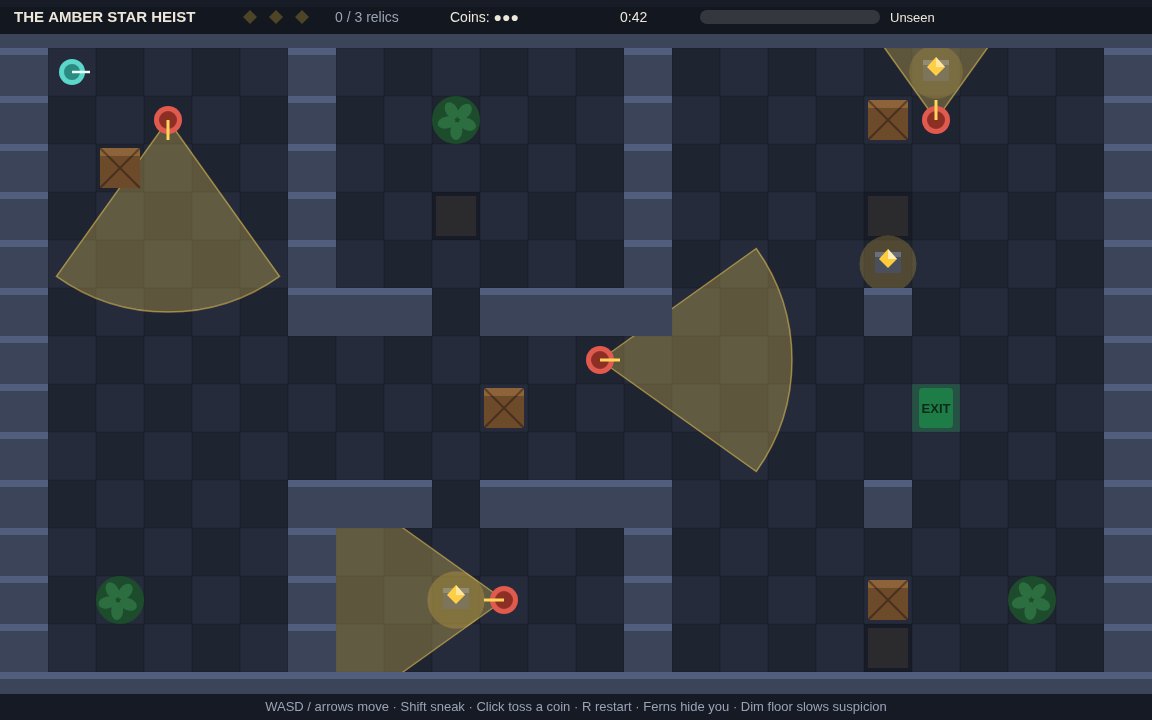 THE AMBER STAR HEIST 0 / 3 relics Coins: ●●● 0:42 Unseen
EXIT
WASD / arrows move · Shift sneak · Click toss a coin · R restart · Ferns hide you · Dim floor slows suspicion